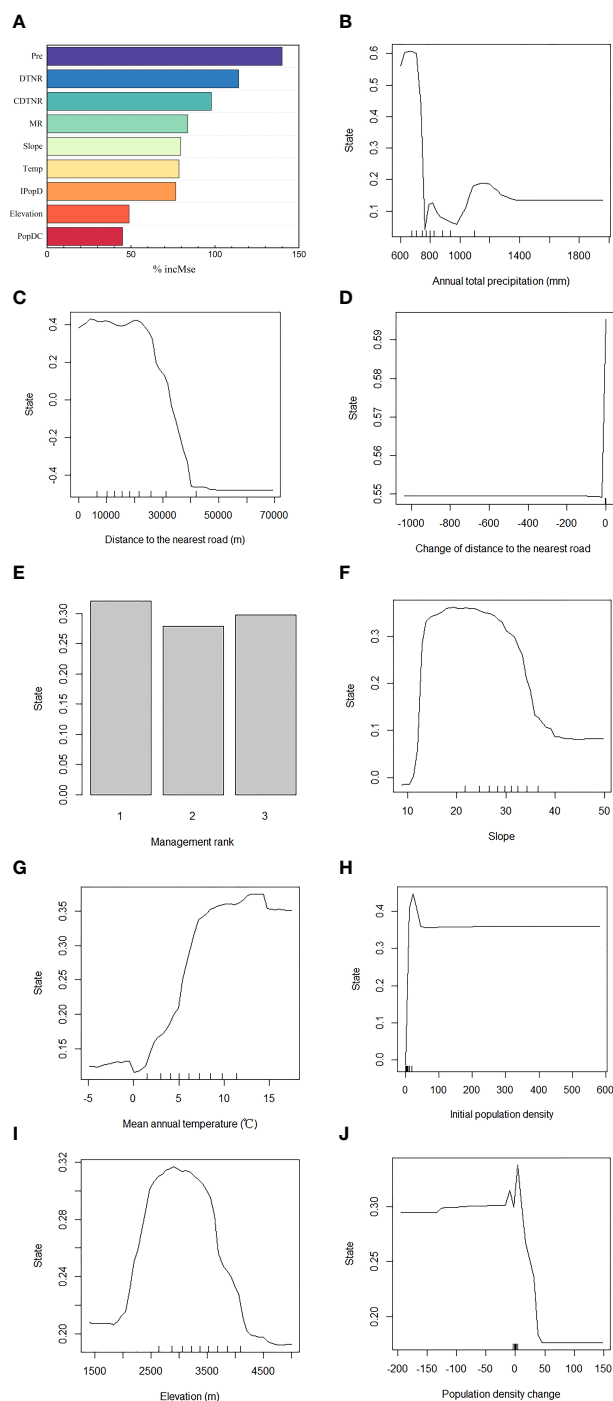 A
Pre
DTNR
CDTNR
MR
Slope
Temp
IPopD
Elevation
PopDC
0 50 100 150
% incMse
B
State
0.6
0.5
0.4
0.3
0.2
0.1
600 800 1000 1400 1800
Annual total precipitation (mm)
C
State
0.4
0.2
0.0
-0.2
-0.4
0 10000 30000 50000 70000
Distance to the nearest road (m)
D
State
0.59
0.58
0.57
0.56
0.55
-1000 -800 -600 -400 -200 0
Change of distance to the nearest road
E
State
0.30
0.25
0.20
0.15
0.10
0.05
0.00
1 2 3
Management rank
F
State
0.3
0.2
0.1
0.0
10 20 30 40 50
Slope
G
State
0.35
0.30
0.25
0.20
0.15
-5 0 5 10 15
Mean annual temperature (℃)
H
State
0.4
0.3
0.2
0.1
0.0
0 100 200 300 400 500 600
Initial population density
I
State
0.32
0.28
0.24
0.20
1500 2500 3500 4500
Elevation (m)
J
State
0.30
0.25
0.20
-200 -150 -100 -50 0 50 100 150
Population density change